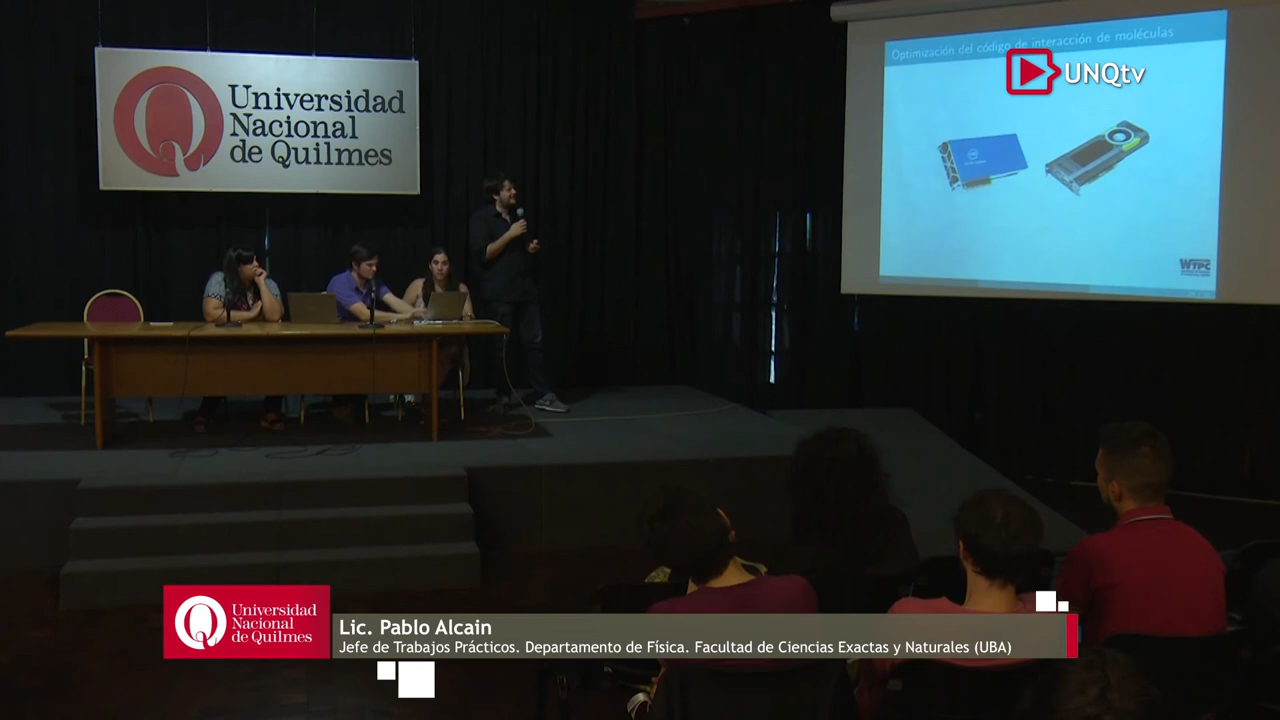 Universidad
Nacional
de Quilmes
Optimización del código de interacción de moléculas
UNQtv
WTPC
Universidad
Nacional
de Quilmes
Lic. Pablo Alcain
Jefe de Trabajos Prácticos. Departamento de Física. Facultad de Ciencias Exactas y Naturales (UBA)